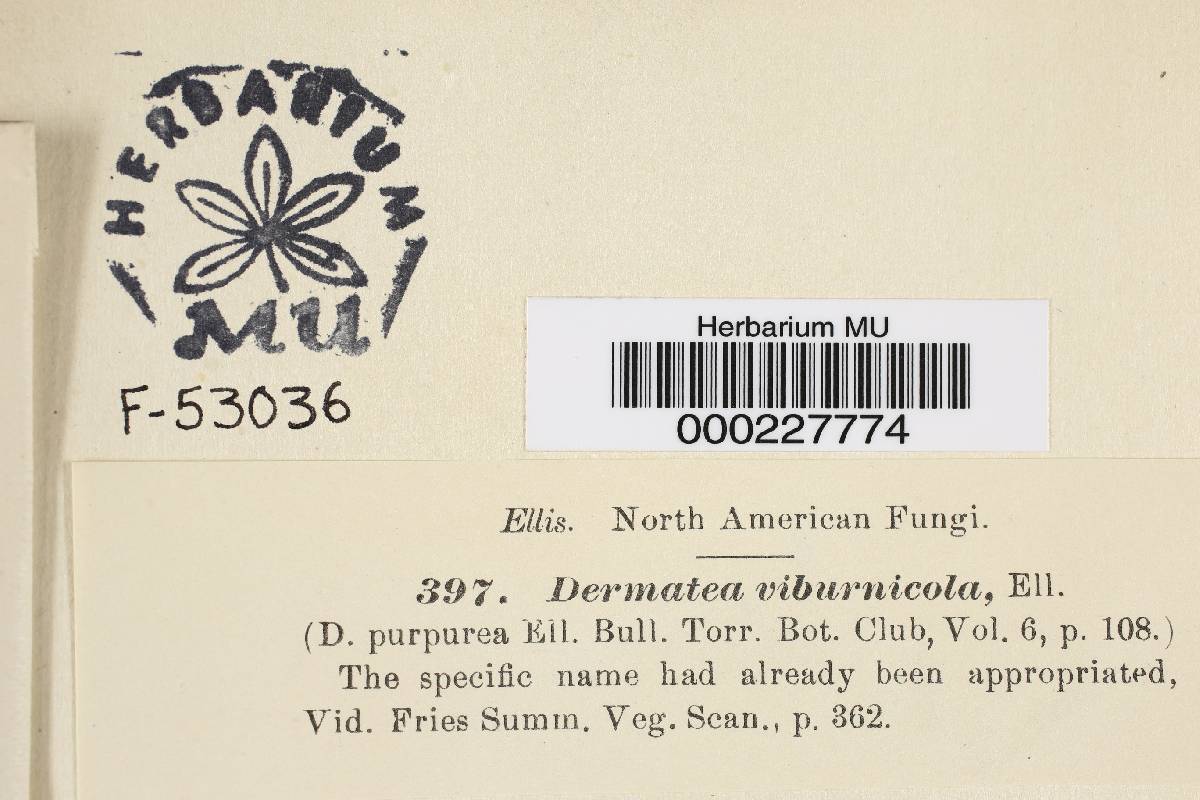 HERBARIUM
MU
F-53036
Herbarium MU
000227774
Ellis. North American Fungi.
397. Dermatea viburnicola, Ell.
(D. purpurea Ell. Bull. Torr. Bot. Club, Vol. 6, p. 108.)
The specific name had already been appropriated,
Vid. Fries Summ. Veg. Scan., p. 362.